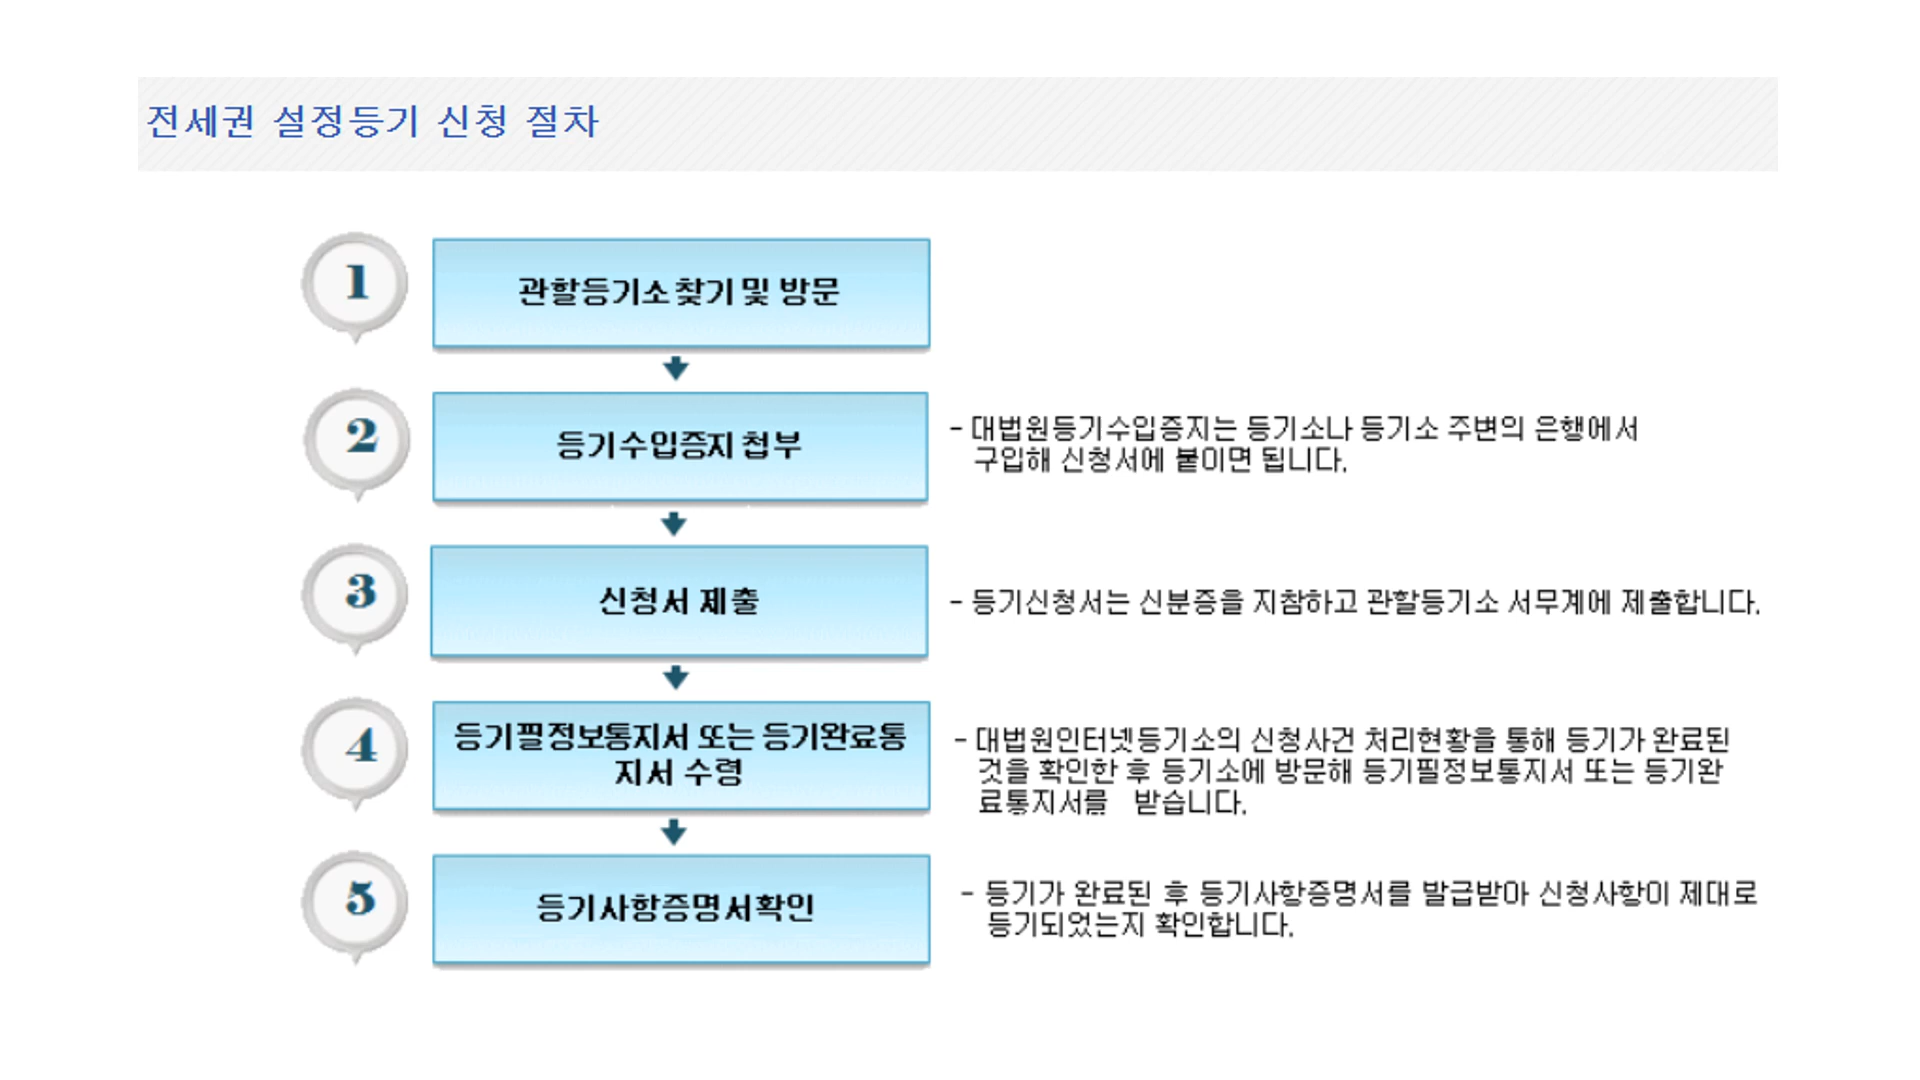 전세권 설정등기 신청 절차
1
관할등기소 찾기 및 방문
2
등기수입증지 첩부
- 대법원등기수입증지는 등기소나 등기소 주변의 은행에서
구입해 신청서에 붙이면 됩니다.
3
신청서 제출
- 등기신청서는 신분증을 지참하고 관할등기소 서무계에 제출합니다.
4
등기필정보통지서 또는 등기완료통
지서 수령
- 대법원인터넷등기소의 신청사건 처리현황을 통해 등기가 완료된
것을 확인한 후 등기소에 방문해 등기필정보통지서 또는 등기완
료통지서를 받습니다.
5
등기사항증명서확인
- 등기가 완료된 후 등기사항증명서를 발급받아 신청사항이 제대로
등기되었는지 확인합니다.